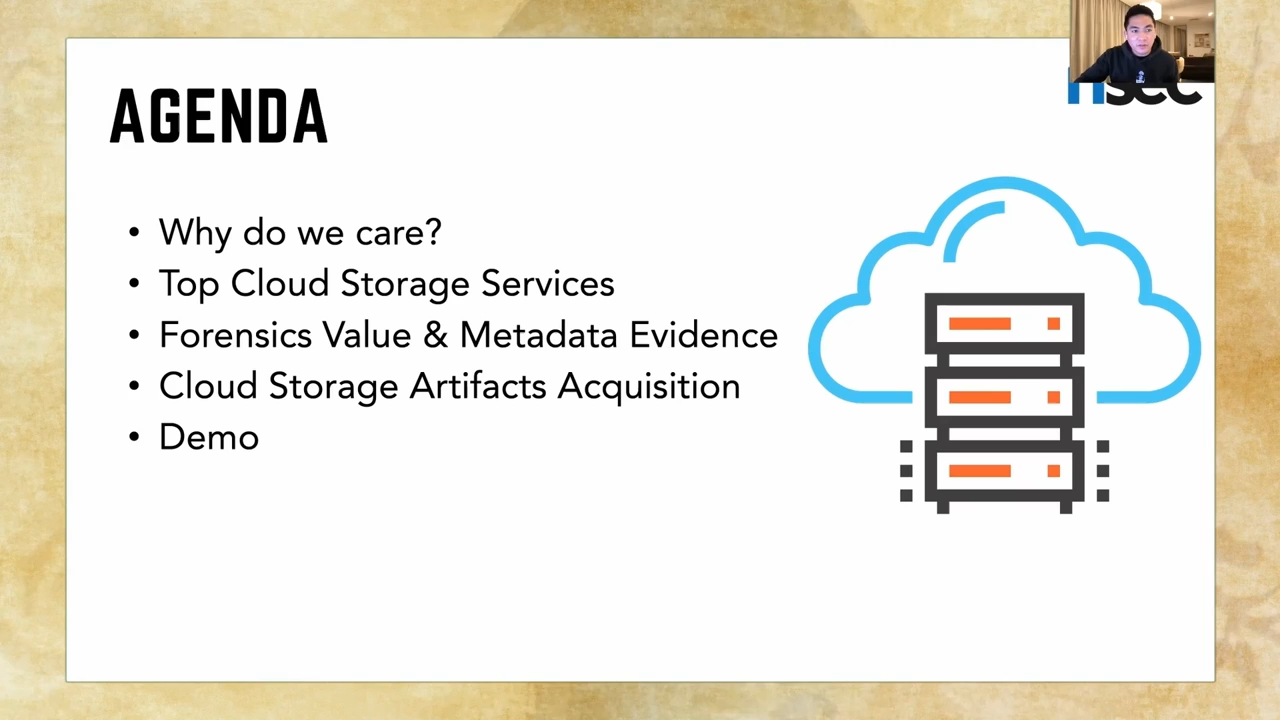 AGENDA
• Why do we care?
• Top Cloud Storage Services
• Forensics Value & Metadata Evidence
• Cloud Storage Artifacts Acquisition
• Demo